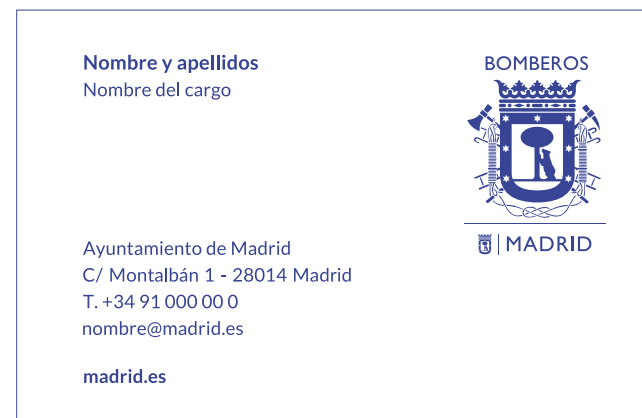 Nombre y apellidos
Nombre del cargo
BOMBEROS
MADRID
Ayuntamiento de Madrid
C/ Montalbán 1 - 28014 Madrid
T. +34 91 000 00 0
nombre@madrid.es
madrid.es